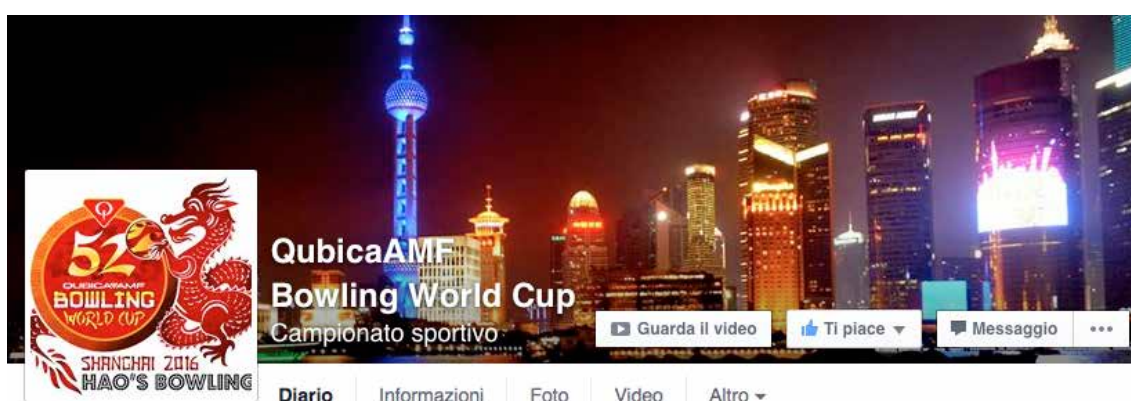 52
QUBICAAMF
BOWLING
WORLD CUP
SHANGHAI 2016
HAO'S BOWLING
QubicaAMF
Bowling World Cup
Campionato sportivo
Guarda il video
Ti piace
Messaggio
Diario
Informazioni
Foto
Video
Altro